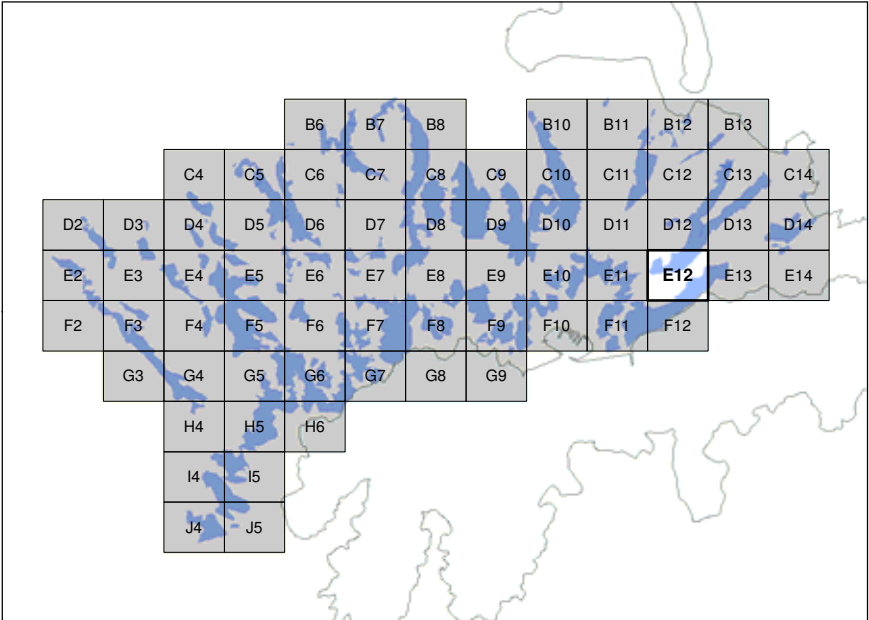 B6 B7 B8 B10 B11 B12 B13
C4 C5 C6 C7 C8 C9 C10 C11 C12 C13 C14
D2 D3 D4 D5 D6 D7 D8 D9 D10 D11 D12 D13 D14
E2 E3 E4 E5 E6 E7 E8 E9 E10 E11 E12 E13 E14
F2 F3 F4 F5 F6 F7 F8 F9 F10 F11 F12
G3 G4 G5 G6 G7 G8 G9
H4 H5 H6
I4 I5
J4 J5